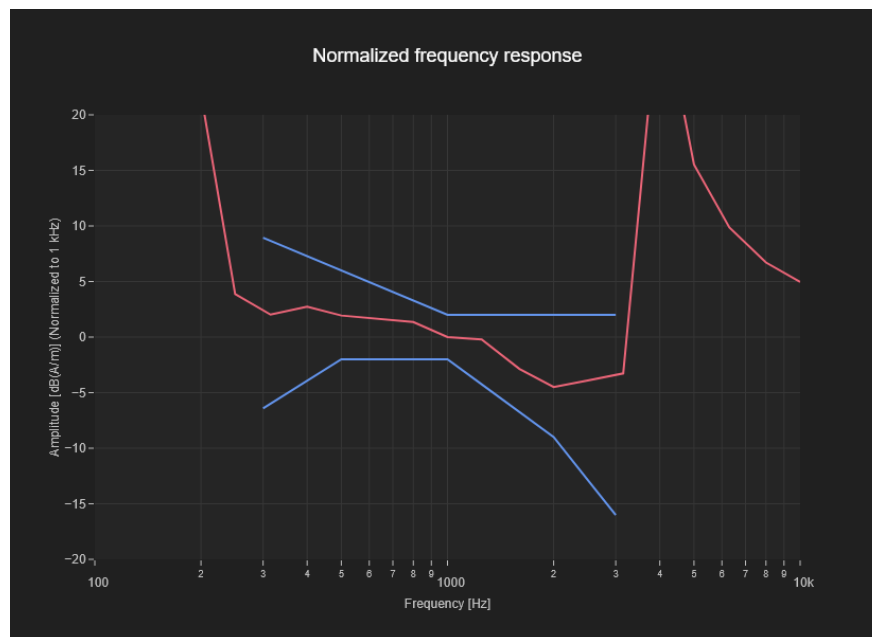 Normalized frequency response
20
15
10
5
0
−5
−10
−15
−20
Amplitude [dB(A/m)] (Normalized to 1 kHz)
100 2 3 4 5 6 7 8 9 1000 2 3 4 5 6 7 8 9 10k
Frequency [Hz]